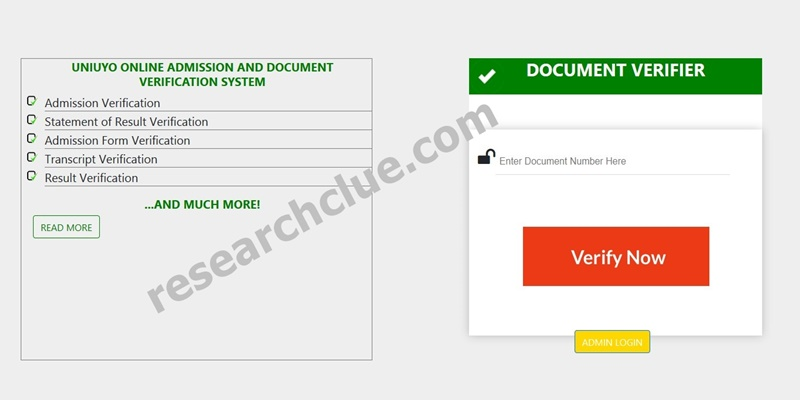 UNIUYO ONLINE ADMISSION AND DOCUMENT
VERIFICATION SYSTEM
Admission Verification
Statement of Result Verification
Admission Form Verification
Transcript Verification
Result Verification
...AND MUCH MORE!
READ MORE
DOCUMENT VERIFIER
Enter Document Number Here
Verify Now
ADMIN LOGIN
researchclue.com